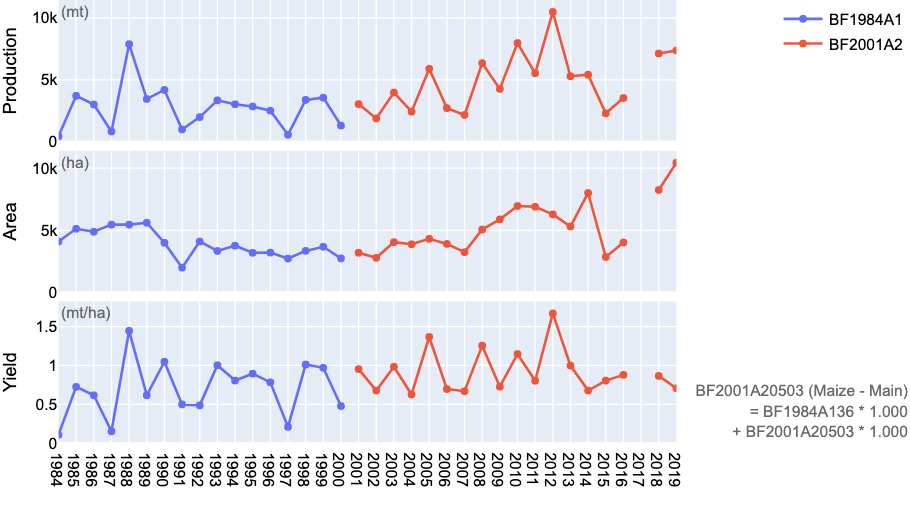 (mt)
10k
5k
0
Production
BF1984A1
BF2001A2
(ha)
10k
5k
0
Area
(mt/ha)
1.5
1
0.5
0
Yield
1984
1985
1986
1987
1988
1989
1990
1991
1992
1993
1994
1995
1996
1997
1998
1999
2000
2001
2002
2003
2004
2005
2006
2007
2008
2009
2010
2011
2012
2013
2014
2015
2016
2017
2018
2019
BF2001A20503 (Maize - Main)
= BF1984A136 * 1.000
+ BF2001A20503 * 1.000